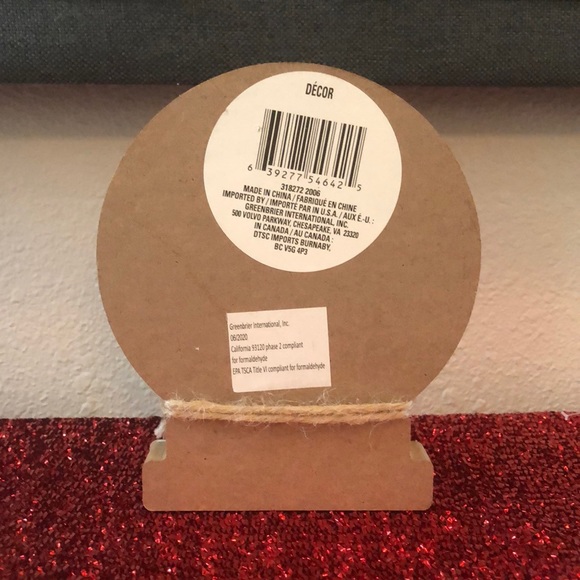 DÉCOR
6 39277 54642 5
318272 2006
MADE IN CHINA / FABRIQUÉ EN CHINE
IMPORTED BY / IMPORTE PAR IN U.S.A. / AUX É.-U. :
GREENBRIER INTERNATIONAL, INC.
500 VOLVO PARKWAY, CHESAPEAKE, VA 23320
IN CANADA / AU CANADA :
DTSC IMPORTS BURNABY,
BC V5G 4P3
Greenbrier International, Inc.
06/2020
California 93120 phase 2 compliant
for formaldehyde
EPA TSCA Title VI compliant for formaldehyde